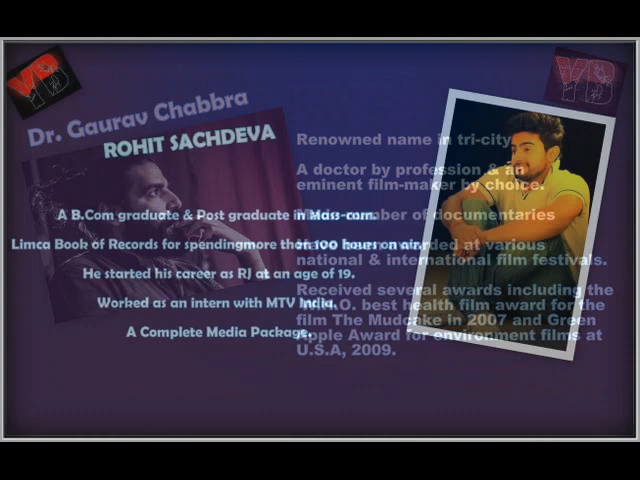 YB
YB
Dr. Gaurav Chabbra
ROHIT SACHDEVA
Renowned name in tri-city
A doctor by profession & an
eminent film-maker by choice.
number of documentaries
at various
national & international film festivals.
Received several awards including the
best health film award for the
film The Mudcake in 2007 and Green
Apple Award for environment films at
U.S.A, 2009.
A B.Com graduate & Post graduate in Mass-com.
Limca Book of Records for spendingmore than 100 hours on air.
He started his career as RJ at an age of 19.
Worked as an intern with MTV India.
A Complete Media Package.